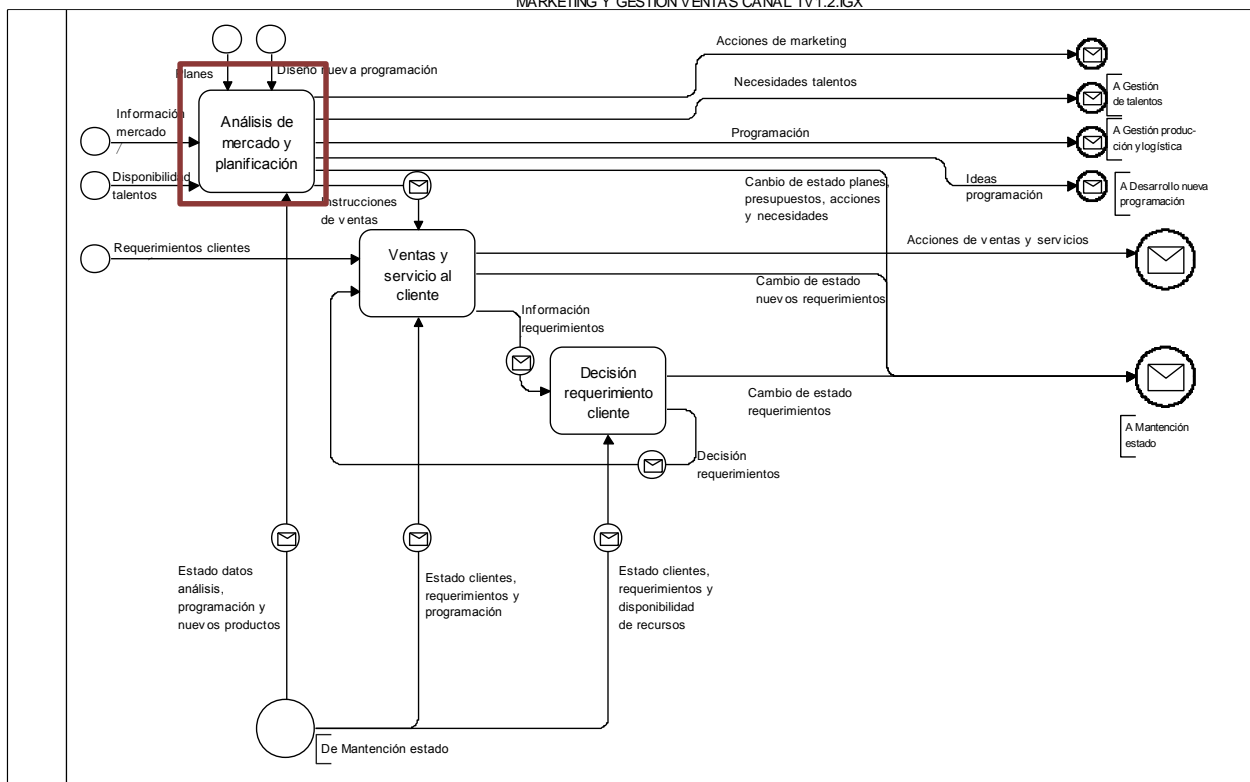 MARKETING Y GESTIÓN VENTAS CANAL TV1.2.IGX
Planes
Diseño nueva programación
Información
mercado
Disponibilidad
talentos
Análisis de
mercado y
planificación
Acciones de marketing
Necesidades talentos
A Gestión
de talentos
Programación
A Gestión produc-
ción y logística
Ideas
programación
A Desarrollo nueva
programación
Canbio de estado planes,
presupuestos, acciones
y necesidades
Instrucciones
de ventas
Requerimientos clientes
Ventas y
servicio al
cliente
Acciones de ventas y servicios
Cambio de estado
nuevos requerimientos
Información
requerimientos
Decisión
requerimiento
cliente
Cambio de estado
requerimientos
A Mantención
estado
Decisión
requerimientos
Estado datos
análisis,
programación y
nuevos productos
Estado clientes,
requerimientos y
programación
Estado clientes,
requerimientos y
disponibilidad
de recursos
De Mantención estado